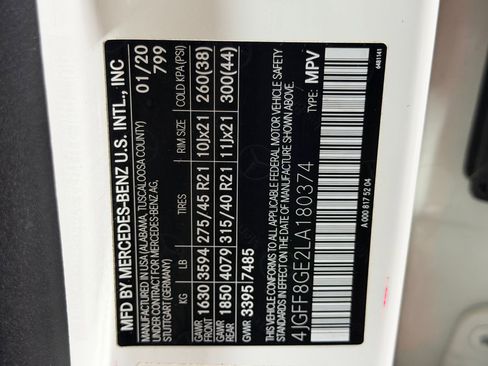 MFD BY MERCEDES-BENZ U.S. INTL., INC
MANUFACTURED IN USA (ALABAMA, TUSCALOOSA COUNTY)
UNDER CONTRACT BY MERCEDES-BENZ AG,
STUTTGART (GERMANY)
01/20
799
KG LB TIRES RIM SIZE COLD KPA (PSI)
GAWR FRONT 1630 3594 275/45 R21 10Jx21 260(38)
GAWR REAR 1850 4079 315/40 R21 11Jx21 300(44)
GVWR 3395 7485
THIS VEHICLE CONFORMS TO ALL APPLICABLE FEDERAL MOTOR VEHICLE SAFETY
STANDARDS IN EFFECT ON THE DATE OF MANUFACTURE SHOWN ABOVE.
4JGFF8GE2LA180374 TYPE: MPV
A 000 817 52 04
6481141